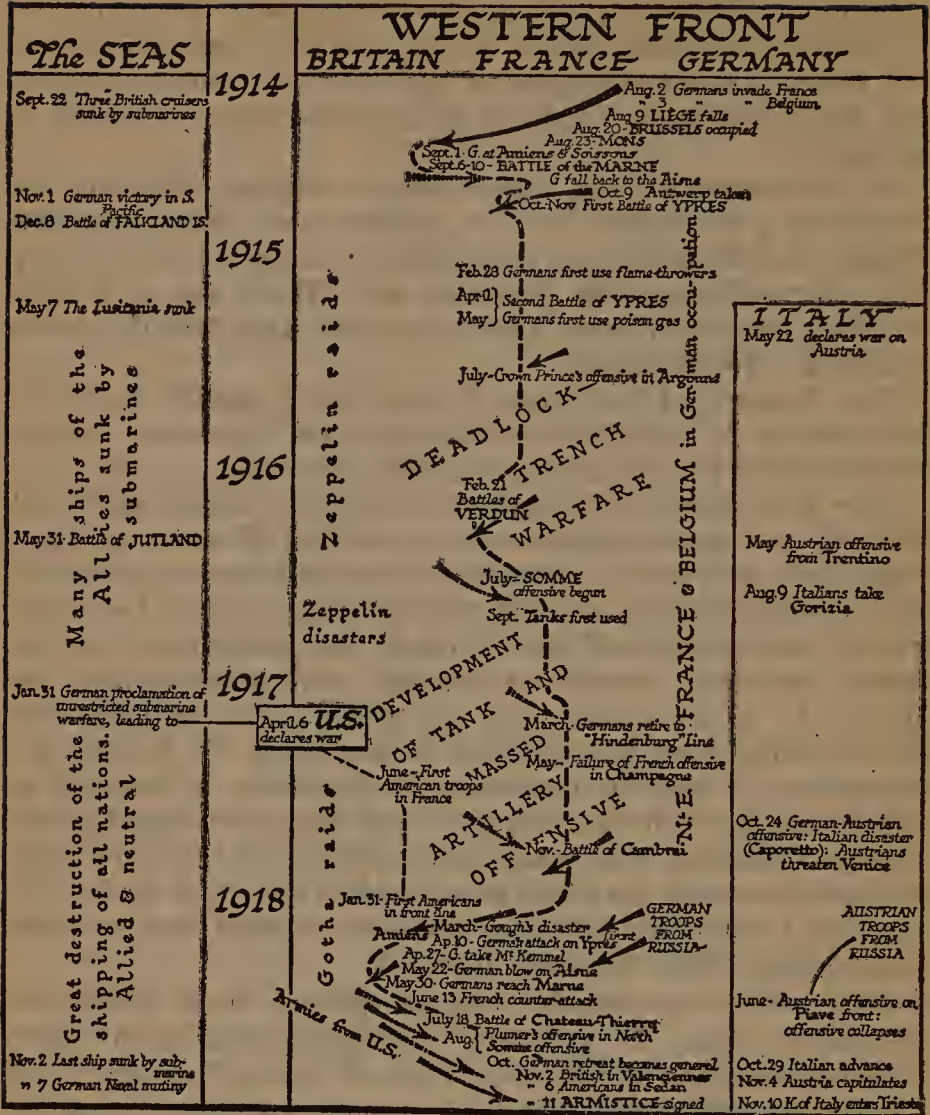 The SEAS
Sept. 22 Three British cruisers
sunk by submarines
Nov. 1 German victory in S.
Pacific
Dec. 8 Battle of FALKLAND IS.
May 7 The Lusitania sunk
Many ships of the
Allies sunk by
submarines
May 31- Battle of JUTLAND
Jan. 31 German proclamation of
unrestricted submarine
warfare, leading to
Great destruction of the
shipping of all nations.
Allied & neutral
Nov. 2 Last ship sunk by sub-
marine
" 7 German Naval mutiny
1914
1915
1916
1917
1918
April 6 U.S.
declares war
WESTERN FRONT
BRITAIN FRANCE GERMANY
Aug. 2 Germans invade France
" 3 " " Belgium
Aug 9 LIÈGE falls
Aug. 20- BRUSSELS occupied
Aug. 23- MONS
Sept. 1- G. at Amiens & Soissons
Sept. 6-10- BATTLE of the MARNE
G fall back to the Aisne
Oct. 9 Antwerp taken
Oct.-Nov First Battle of YPRES
Zeppelin raids
Feb. 28 Germans first use flame-throwers
April } Second Battle of YPRES
May } Germans first use poison gas
July- Crown Prince's offensive in Argonne
DEADLOCK
TRENCH
WARFARE
N.E. FRANCE & BELGIUM in German occupation
Feb. 21
Battles of
VERDUN
July- SOMME
offensive begun
Sept. Tanks first used
Zeppelin
disasters
DEVELOPMENT
OF TANK AND
MASSED
ARTYLLERY
OFFENSIVE
March- Germans retire to
"Hindenburg" Line
May- Failure of French offensive
in Champagne
June- First
American troops
in France
Nov.- Battle of Cambrai
Gotha raids
Jan. 31- First Americans
in front line
March- Gough's disaster
Amiens
front
GERMAN
TROOPS
FROM
RUSSIA
Ap. 10- German attack on Ypres
Ap. 27- G. take Mt Kemmel
May 22- German blow on Aisne
May 30- Germans reach Marne
June 13 French counter-attack
Armies from U.S.
July 18 Battle of Chateau-Thierry
Aug. { Plumer's offensive in North
Somme offensive
Oct. German retreat becomes general
Nov. 2 British in Valenciennes
" 6 Americans in Sedan
" 11 ARMISTICE signed
ITALY
May 22 declares war on
Austria
May Austrian offensive
from Trentino
Aug. 9 Italians take
Gorizia
Oct. 24 German-Austrian
offensive: Italian disaster
(Caporetto): Austrians
threaten Venice
AUSTRIAN
TROOPS
FROM
RUSSIA
June- Austrian offensive on
Piave front:
offensive collapses
Oct. 29 Italian advance
Nov. 4 Austria capitulates
Nov. 10 K. of Italy enters Trieste